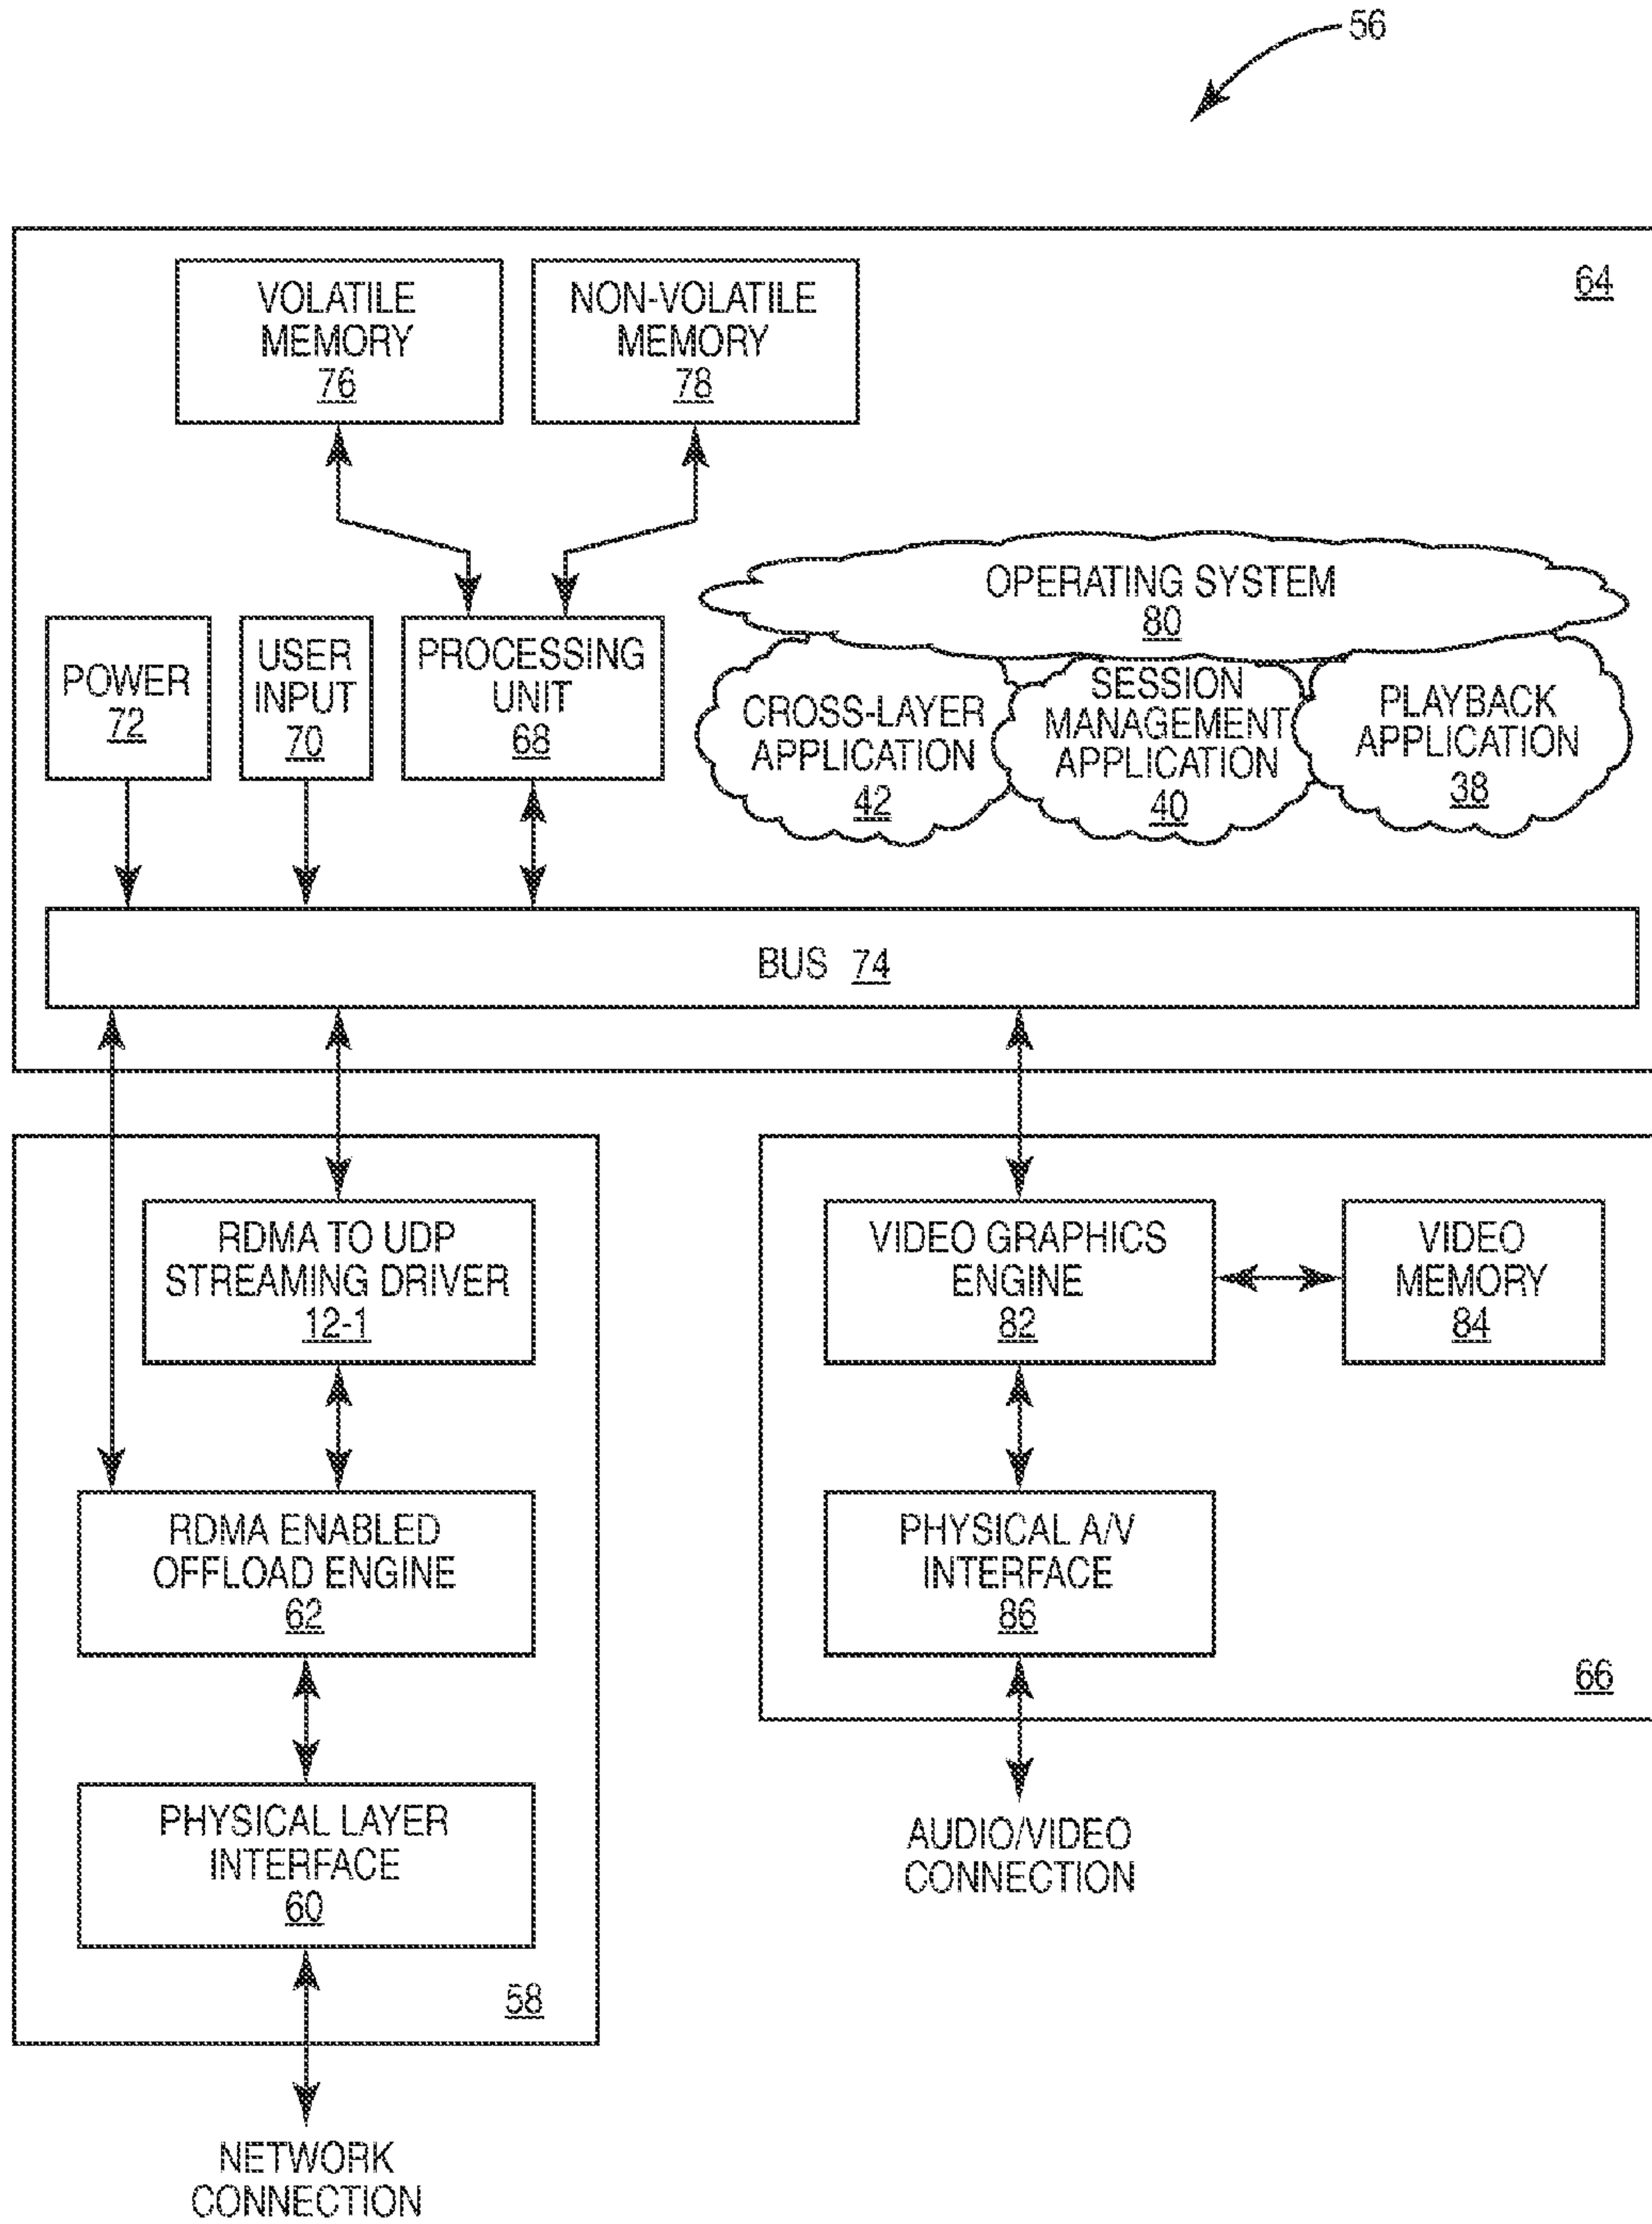 56
64
VOLATILE
MEMORY
76
NON-VOLATILE
MEMORY
78
OPERATING SYSTEM
80
POWER
72
USER
INPUT
70
PROCESSING
UNIT
68
CROSS-LAYER
APPLICATION
42
SESSION
MANAGEMENT
APPLICATION
40
PLAYBACK
APPLICATION
38
BUS 74
RDMA TO UDP
STREAMING DRIVER
12-1
RDMA ENABLED
OFFLOAD ENGINE
62
PHYSICAL LAYER
INTERFACE
60
58
NETWORK
CONNECTION
VIDEO GRAPHICS
ENGINE
82
VIDEO
MEMORY
84
PHYSICAL A/V
INTERFACE
86
66
AUDIO/VIDEO
CONNECTION